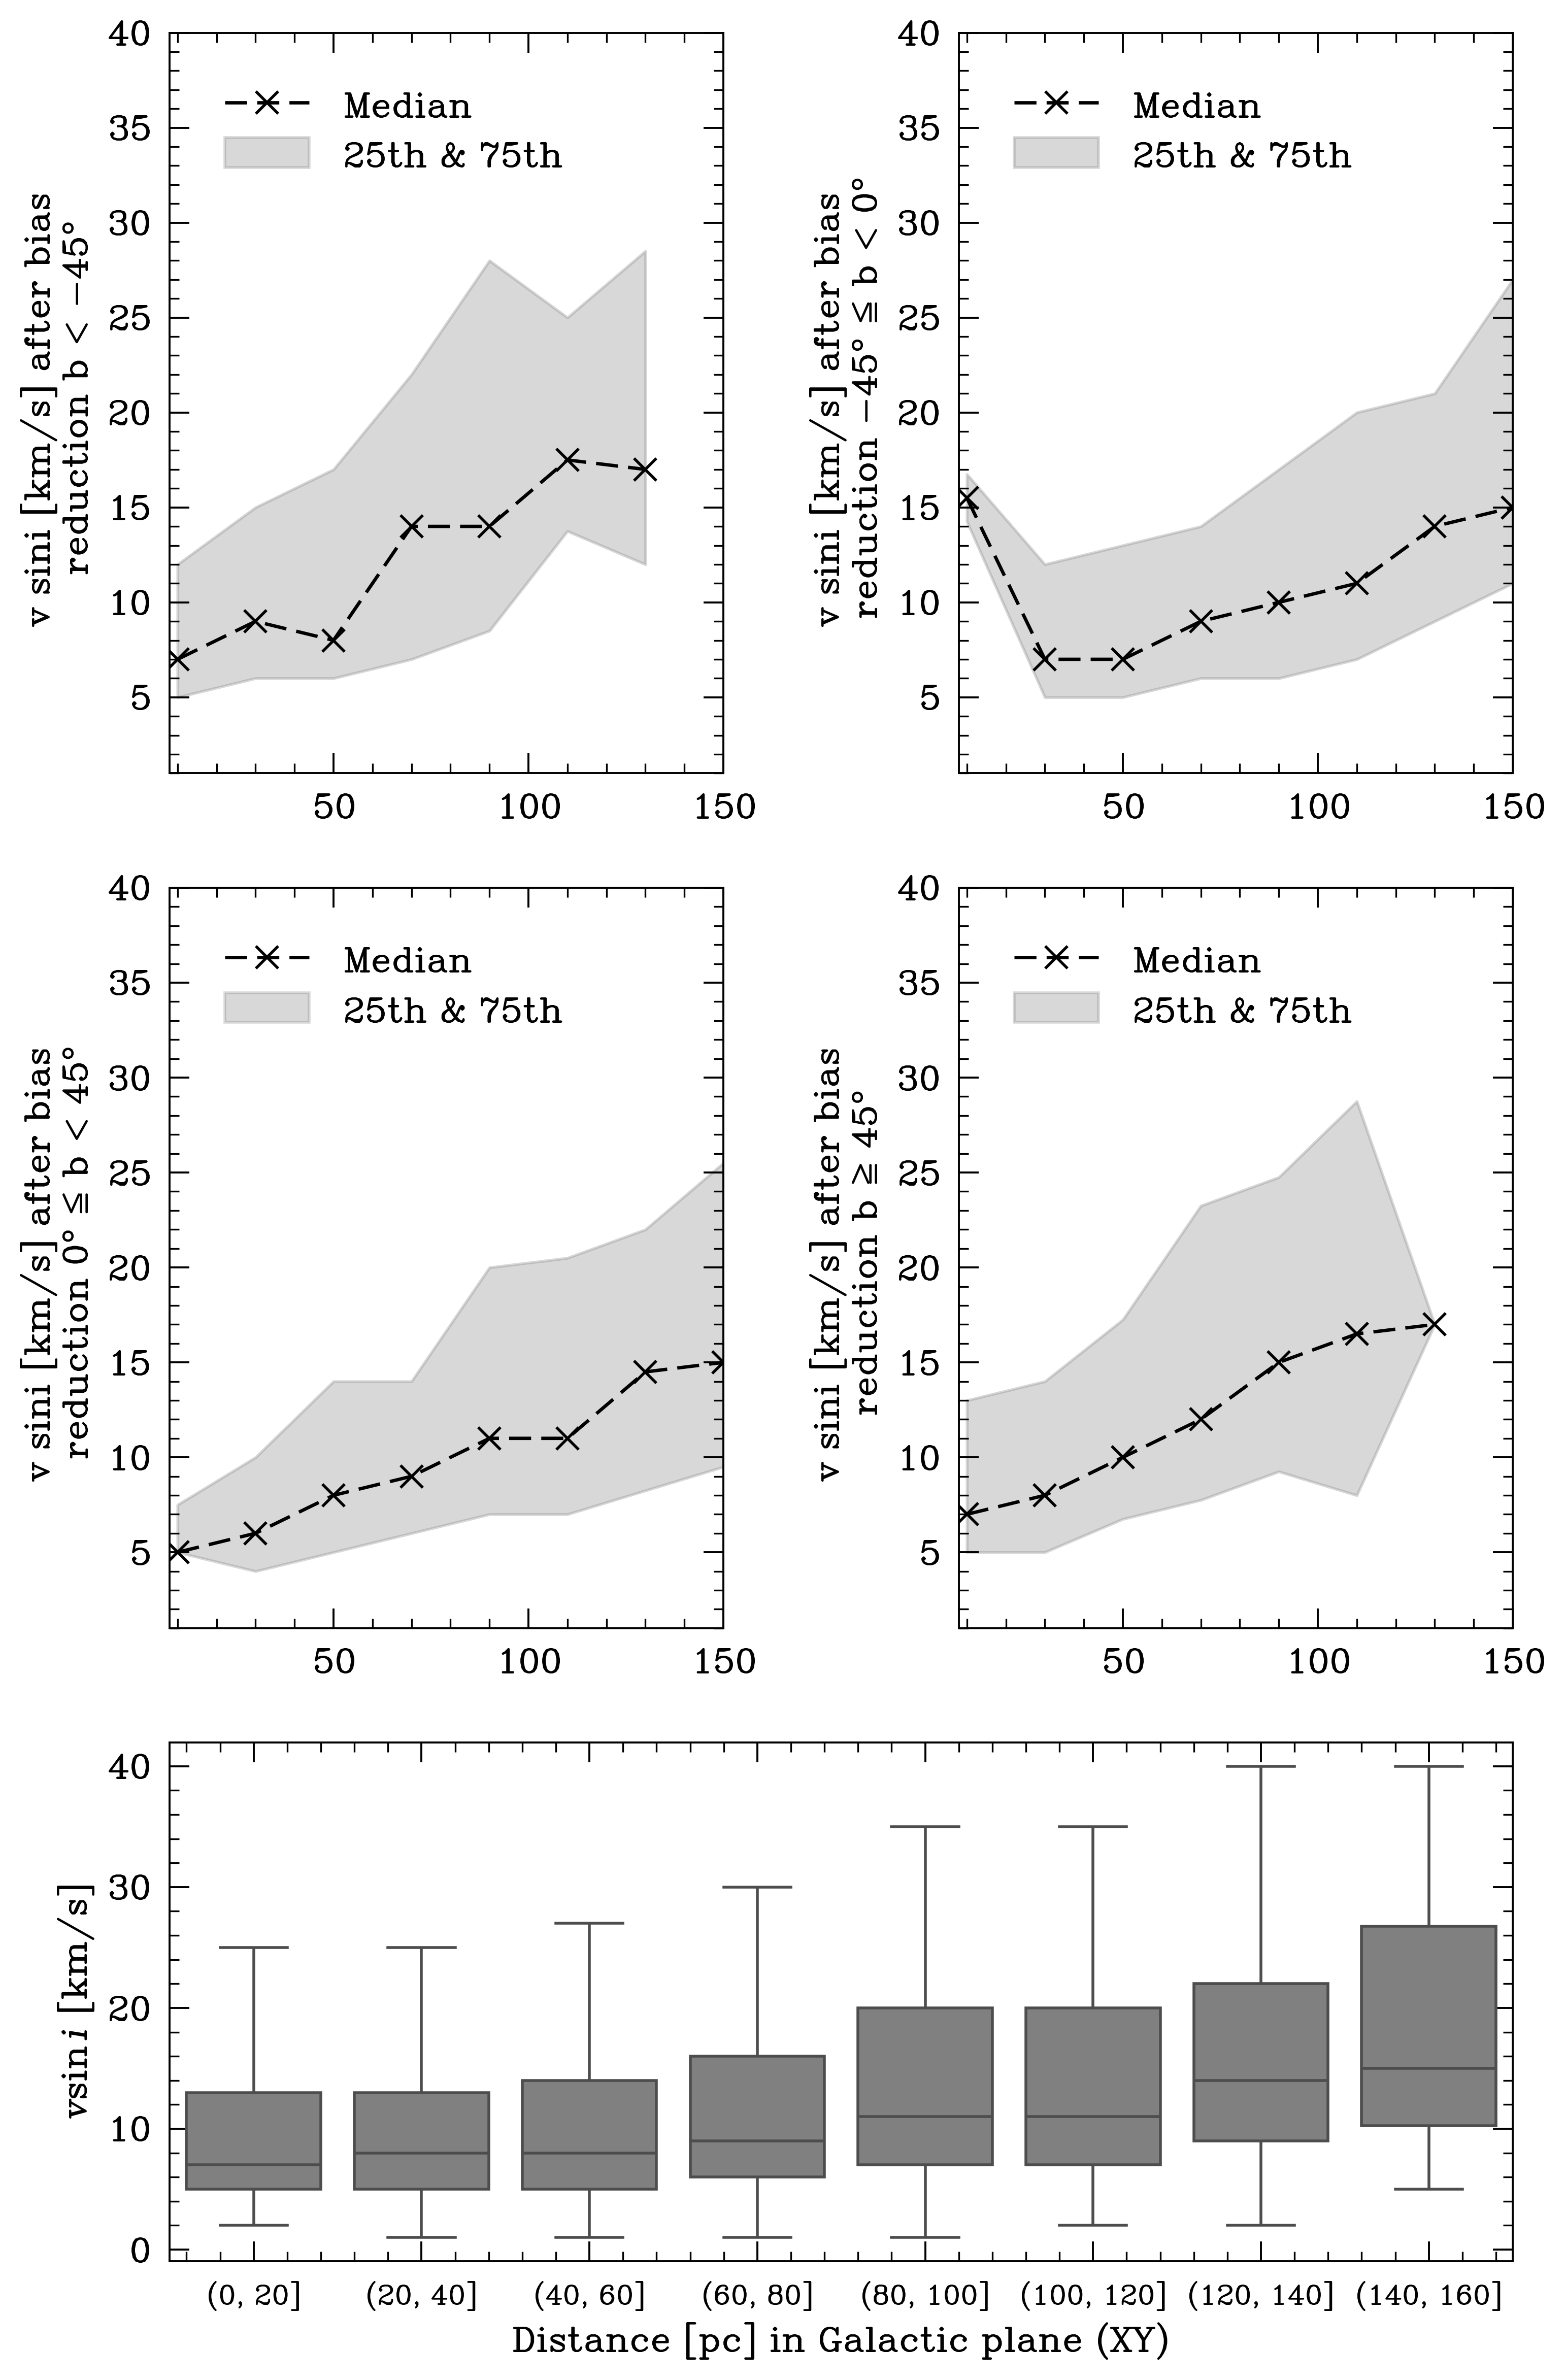 40
35
30
25
20
15
10
5
v sini [km/s] after bias
reduction b < −45°
Median
25th & 75th
50
100
150
40
35
30
25
20
15
10
5
v sini [km/s] after bias
reduction −45° ≦ b < 0°
Median
25th & 75th
50
100
150
40
35
30
25
20
15
10
5
v sini [km/s] after bias
reduction 0° ≦ b < 45°
Median
25th & 75th
50
100
150
40
35
30
25
20
15
10
5
v sini [km/s] after bias
reduction b ≥ 45°
Median
25th & 75th
50
100
150
40
30
20
10
0
vsini [km/s]
(0, 20] (20, 40] (40, 60] (60, 80] (80, 100] (100, 120] (120, 140] (140, 160]
Distance [pc] in Galactic plane (XY)